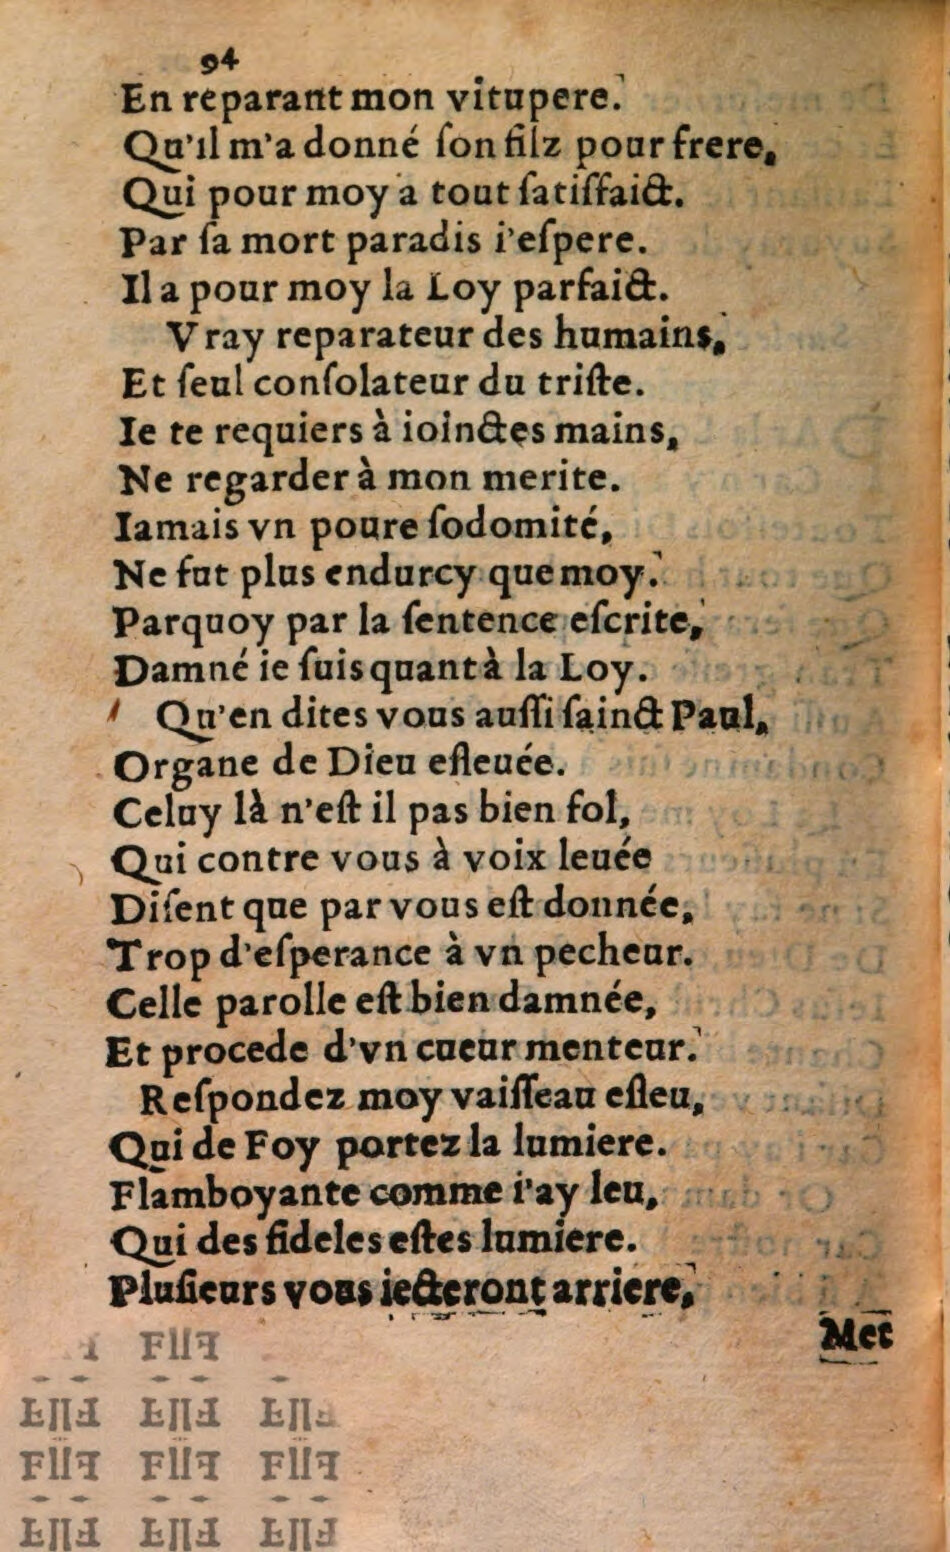 94
En reparant mon vitupere.
Qu'il m'a donné ſon filz pour frere,
Qui pour moy a tout ſatiſfaict.
Par ſa mort paradis i'eſpere.
Il a pour moy la Loy parfaict.
Vray reparateur des humains,
Et ſeul conſolateur du triſte.
Ie te requiers à ioinctes mains,
Ne regarder à mon merite.
Iamais vn poure ſodomité,
Ne fut plus endurcy que moy.
Parquoy par la ſentence eſcrite,
Damné ie ſuis quant à la Loy.
Qu'en dites vous auſſi ſainct Paul,
Organe de Dieu eſleuée.
Celuy là n'eſt il pas bien fol,
Qui contre vous à voix leuée
Diſent que par vous eſt donnée,
Trop d'eſperance à vn pecheur.
Celle parolle eſt bien damnée,
Et procede d'vn cueur menteur.
Reſpondez moy vaiſſeau eſleu,
Qui de Foy portez la lumiere.
Flamboyante comme i'ay leu,
Qui des fideles eſtes lumiere.
Pluſieurs vous iecteront arriere,
Met